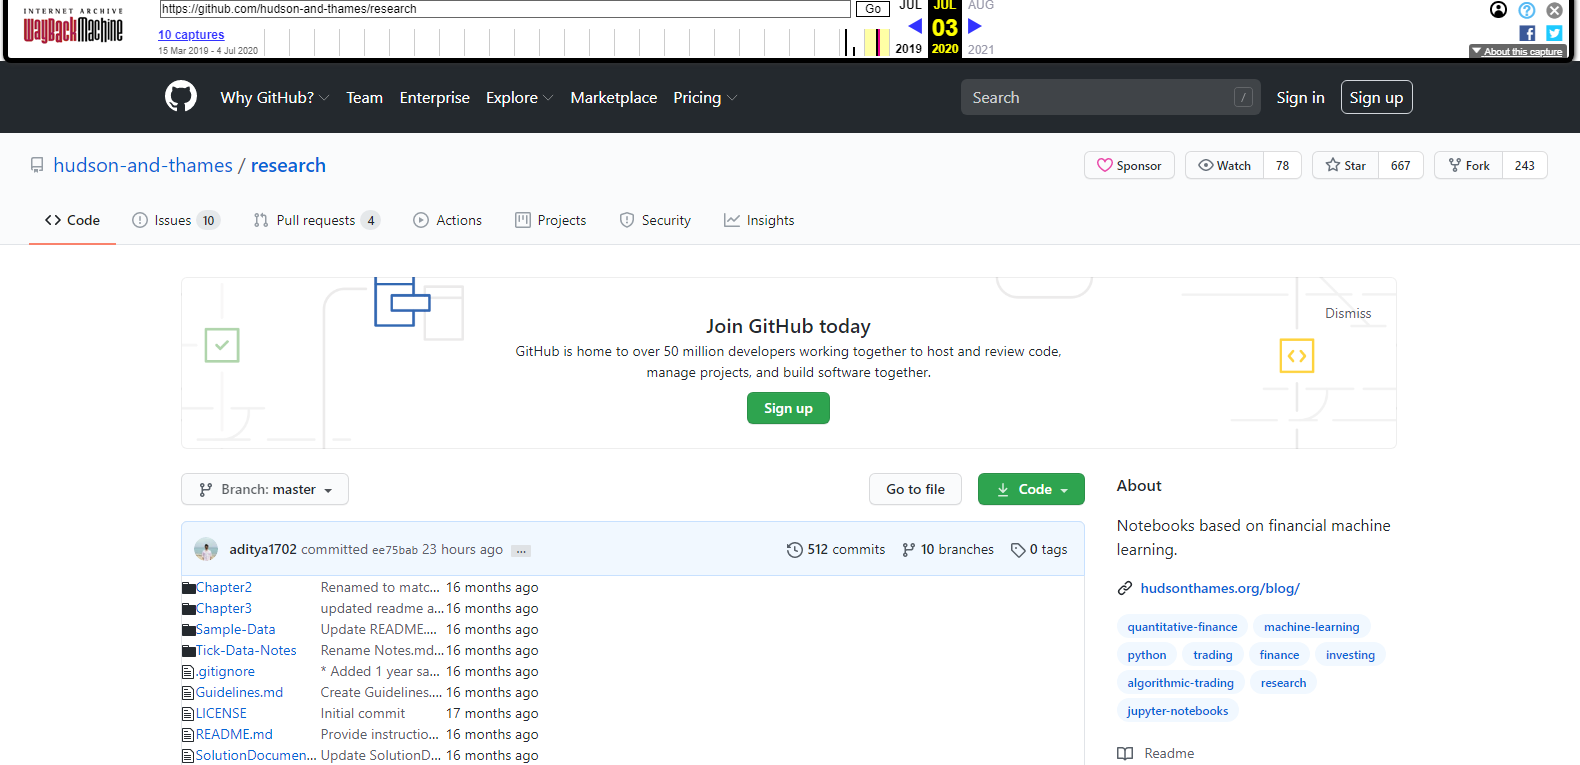 INTERNET ARCHIVE
WayBackMachine
https://github.com/hudson-and-thames/research
Go
JUL JUL AUG
03
2019 2020 2021
10 captures
15 Mar 2019 - 4 Jul 2020
About this capture
Why GitHub? Team Enterprise Explore Marketplace Pricing
Search /
Sign in Sign up
hudson-and-thames / research
Sponsor Watch 78 Star 667 Fork 243
Code Issues 10 Pull requests 4 Actions Projects Security Insights
Dismiss
Join GitHub today
GitHub is home to over 50 million developers working together to host and review code,
manage projects, and build software together.
Sign up
Branch: master Go to file Code
aditya1702 committed ee75bab 23 hours ago ... 512 commits 10 branches 0 tags
Chapter2 Renamed to matc... 16 months ago
Chapter3 updated readme a... 16 months ago
Sample-Data Update README.... 16 months ago
Tick-Data-Notes Rename Notes.md... 16 months ago
.gitignore * Added 1 year sa... 16 months ago
Guidelines.md Create Guidelines.... 16 months ago
LICENSE Initial commit 17 months ago
README.md Provide instructio... 16 months ago
SolutionDocumen... Update SolutionD... 16 months ago
About
Notebooks based on financial machine
learning.
hudsonthames.org/blog/
quantitative-finance machine-learning
python trading finance investing
algorithmic-trading research
jupyter-notebooks
Readme